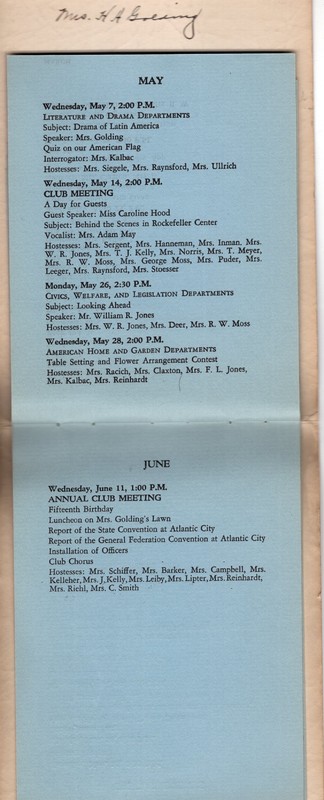 Mrs. H A Golding
MAY
Wednesday, May 7, 2:00 P.M.
LITERATURE AND DRAMA DEPARTMENTS
Subject: Drama of Latin America
Speaker: Mrs. Golding
Quiz on our American Flag
Interrogator: Mrs. Kalbac
Hostesses: Mrs. Siegele, Mrs. Raynsford, Mrs. Ullrich
Wednesday, May 14, 2:00 P.M.
CLUB MEETING
A Day for Guests
Guest Speaker: Miss Caroline Hood
Subject: Behind the Scenes in Rockefeller Center
Vocalist: Mrs. Adam May
Hostesses: Mrs. Sergent, Mrs. Hanneman, Mrs. Inman, Mrs.
W. R. Jones, Mrs. T. J. Kelly, Mrs. Norris, Mrs. T. Meyer,
Mrs. R. W. Moss, Mrs. George Moss, Mrs. Puder, Mrs.
Leeger, Mrs. Raynsford, Mrs. Stoesser
Monday, May 26, 2:30 P.M.
CIVICS, WELFARE, AND LEGISLATION DEPARTMENTS
Subject: Looking Ahead
Speaker: Mr. William R. Jones
Hostesses: Mrs. W. R. Jones, Mrs. Deer, Mrs. R. W. Moss
Wednesday, May 28, 2:00 P.M.
AMERICAN HOME AND GARDEN DEPARTMENTS
Table Setting and Flower Arrangement Contest
Hostesses: Mrs. Racich, Mrs. Claxton, Mrs. F. L. Jones,
Mrs. Kalbac, Mrs. Reinhardt
JUNE
Wednesday, June 11, 1:00 P.M.
ANNUAL CLUB MEETING
Fifteenth Birthday
Luncheon on Mrs. Golding's Lawn
Report of the State Convention at Atlantic City
Report of the General Federation Convention at Atlantic City
Installation of Officers
Club Chorus
Hostesses: Mrs. Schiffer, Mrs. Barker, Mrs. Campbell, Mrs.
Kelleher, Mrs. J. Kelly, Mrs. Leiby, Mrs. Lipter, Mrs. Reinhardt,
Mrs. Riehl, Mrs. C. Smith